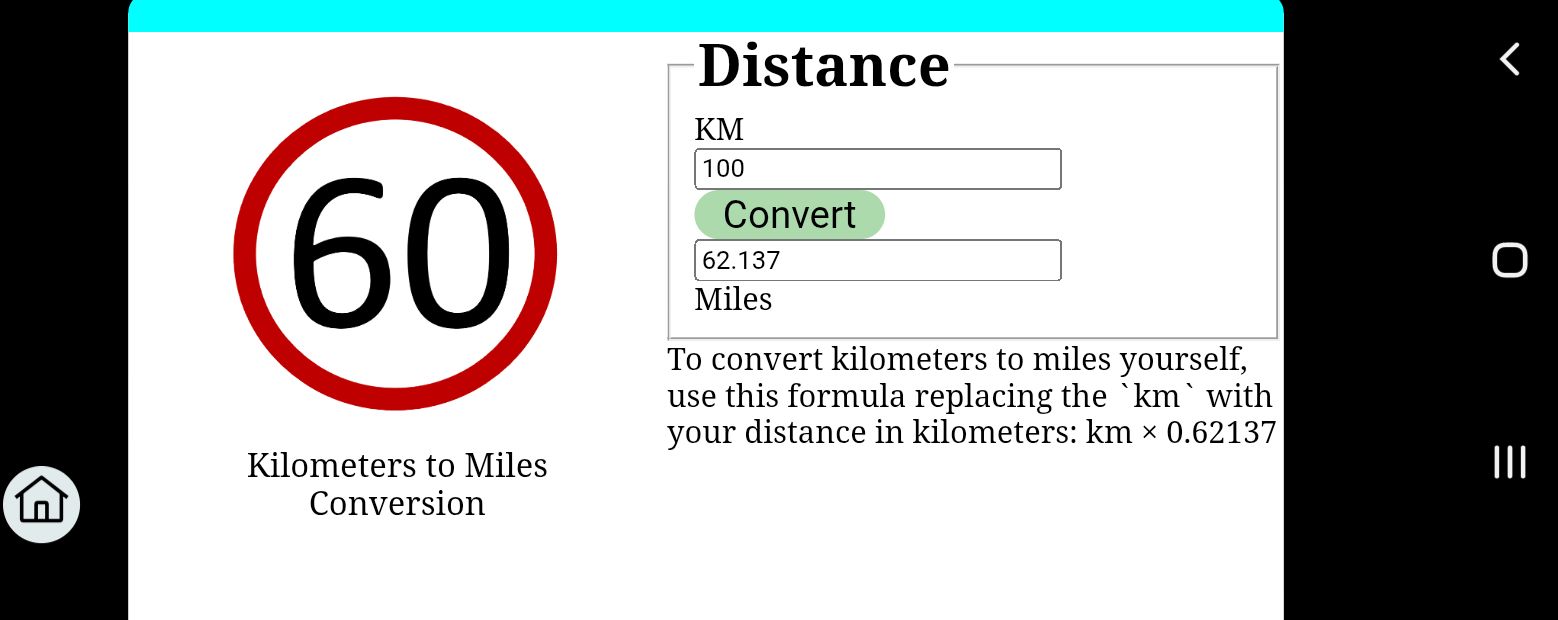 60
Kilometers to Miles
Conversion
Distance
KM
100
Convert
62.137
Miles
To convert kilometers to miles yourself,
use this formula replacing the `km` with
your distance in kilometers: km × 0.62137